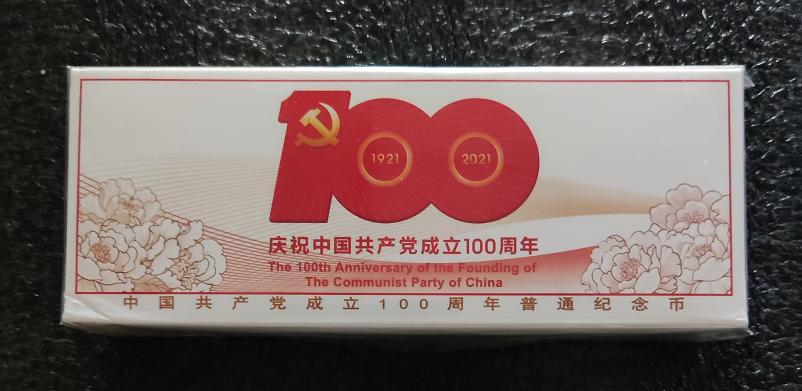 100
1921
2021
庆祝中国共产党成立100周年
The 100th Anniversary of the Founding of
The Communist Party of China
中国共产党成立100周年普通纪念币